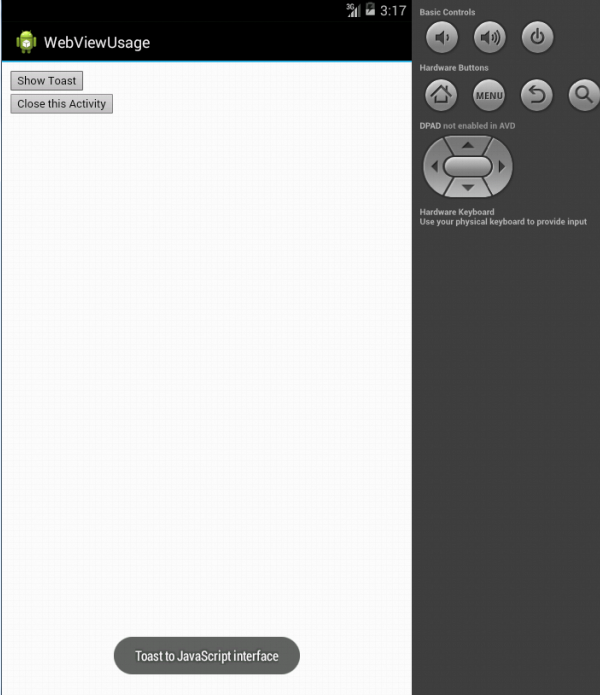 3G 3:17
WebViewUsage
Show Toast
Close this Activity
Toast to JavaScript interface
Basic Controls
Hardware Buttons
MENU
DPAD not enabled in AVD
Hardware Keyboard
Use your physical keyboard to provide input